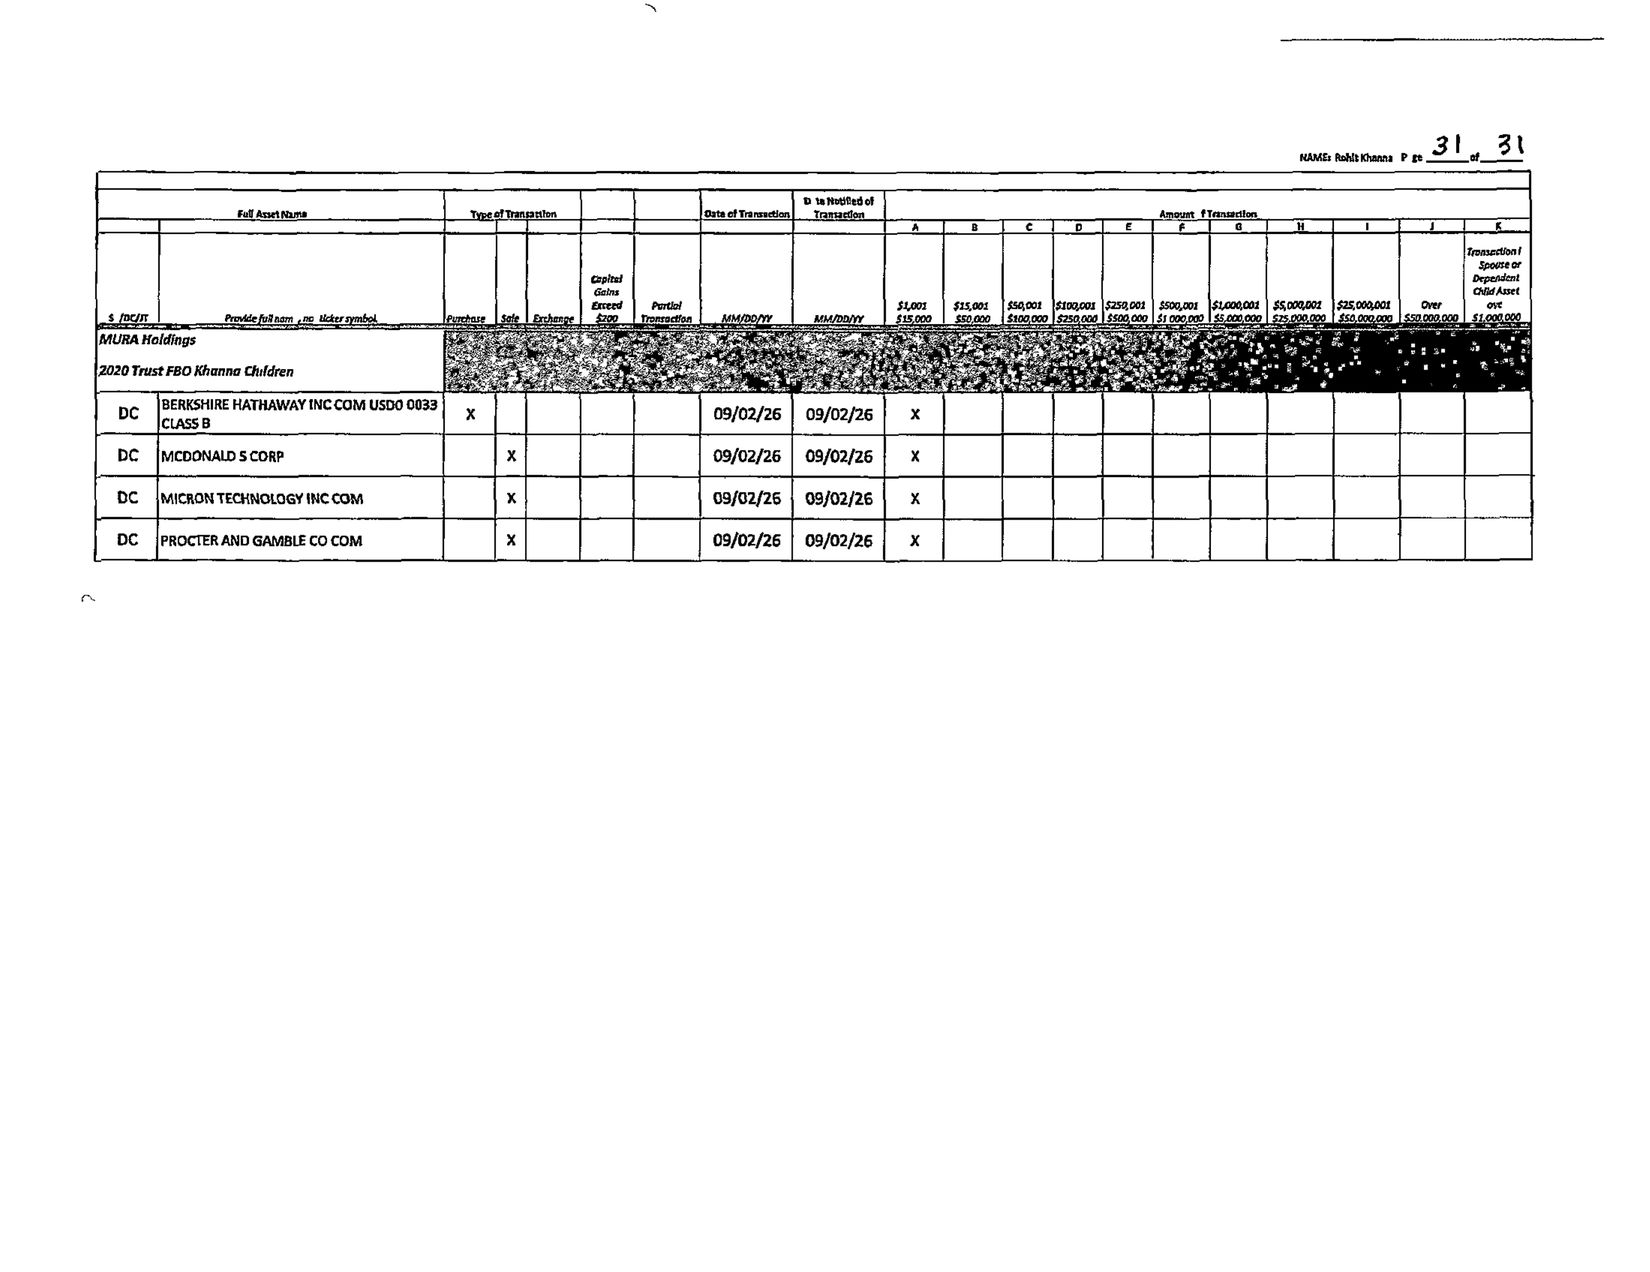 NAME: Rohit Khanna P ge 31 of 31
Full Asset Name Type of Transaction Date of Transaction D te Notified of Transaction Amount f Transaction
A B C D E F G H I J K
S /DC/JT Provide full nam , no ticker symbol Purchase Sale Exchange Capital Gains Exceed $200 Partial Transaction MM/DD/YY MM/DD/YY $1,001 $15,000 $15,001 $50,000 $50,001 $100,000 $100,001 $250,000 $250,001 $500,000 $500,001 $1 000,000 $1,000,001 $5,000,000 $5,000,001 $25,000,000 $25,000,001 $50,000,000 Over $50,000,000 Transaction i Spouse or Dependent Child Asset ove $1,000,000
MURA Holdings
2020 Trust FBO Khanna Children
DC BERKSHIRE HATHAWAY INC COM USD0 0033 CLASS B X 09/02/26 09/02/26 X
DC MCDONALD S CORP X 09/02/26 09/02/26 X
DC MICRON TECHNOLOGY INC COM X 09/02/26 09/02/26 X
DC PROCTER AND GAMBLE CO COM X 09/02/26 09/02/26 X